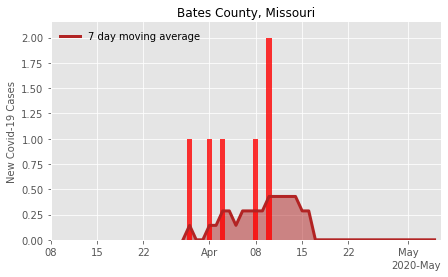 Bates County, Missouri
7 day moving average
New Covid-19 Cases
2.00
1.75
1.50
1.25
1.00
0.75
0.50
0.25
0.00
08 15 22 Apr 08 15 22 May
2020-May